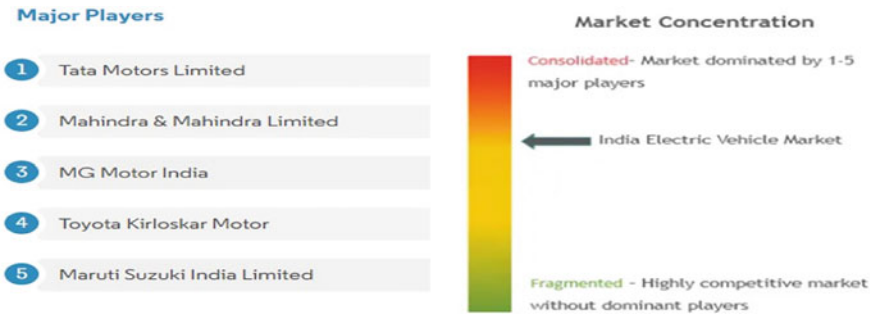 Major Players
1 Tata Motors Limited
2 Mahindra & Mahindra Limited
3 MG Motor India
4 Toyota Kirloskar Motor
5 Maruti Suzuki India Limited
Market Concentration
Consolidated- Market dominated by 1-5
major players
India Electric Vehicle Market
Fragmented - Highly competitive market
without dominant players